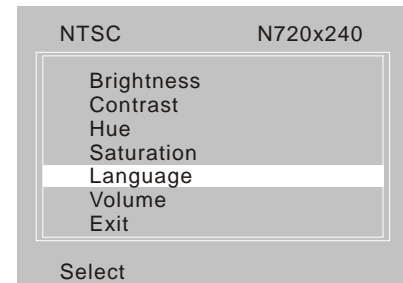 NTSC N720x240
Brightness
Contrast
Hue
Saturation
Language
Volume
Exit
Select